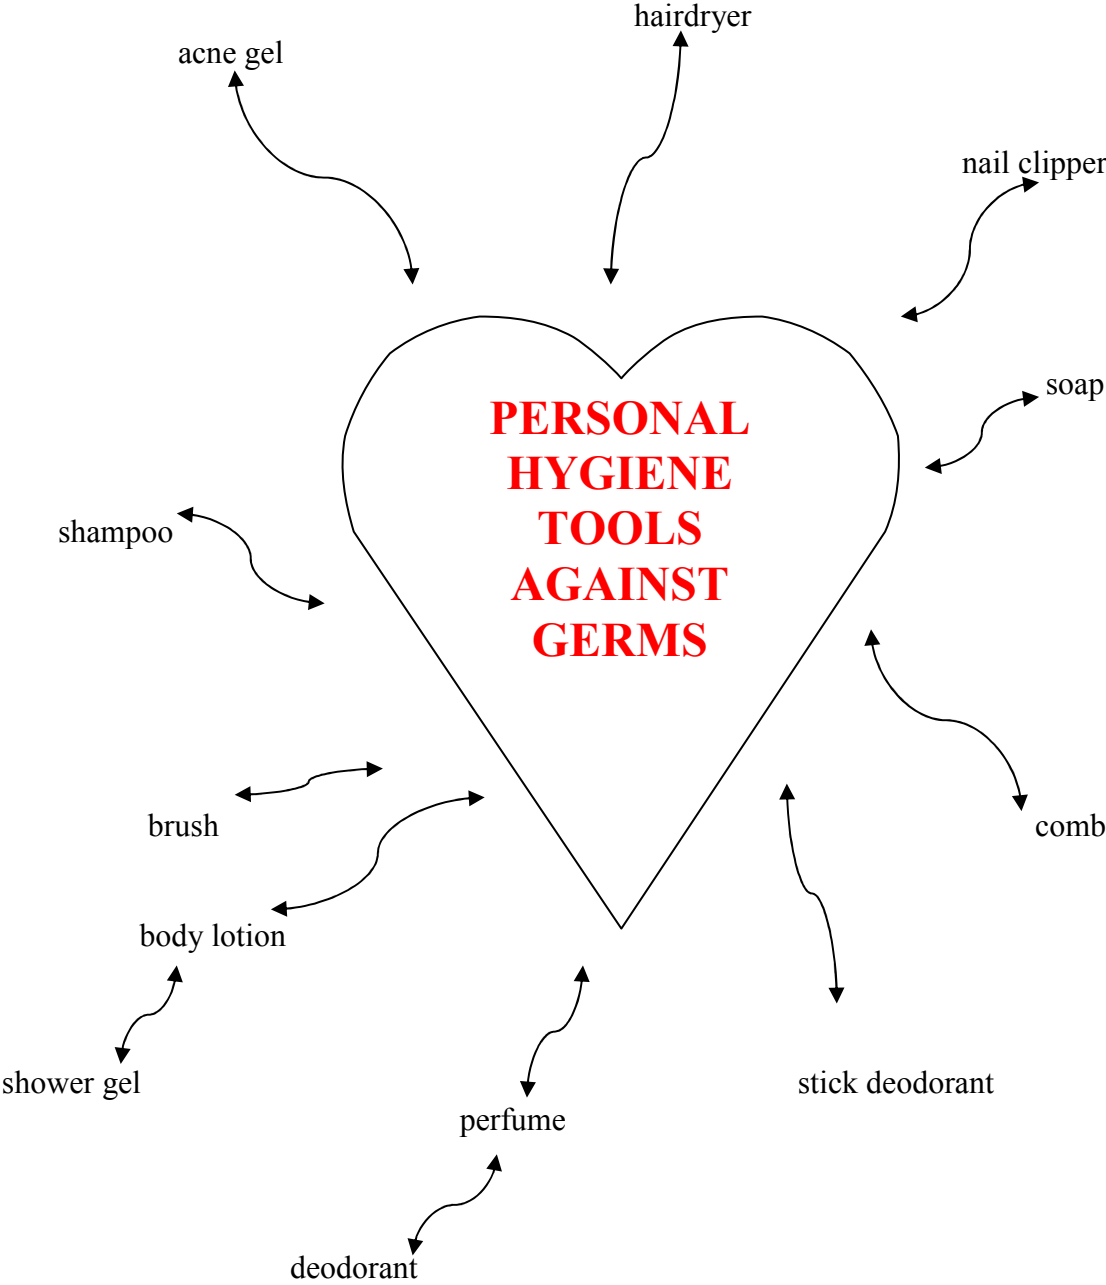 hairdryer
acne gel
nail clipper
soap
PERSONAL
HYGIENE
TOOLS
AGAINST
GERMS
shampoo
brush
comb
body lotion
shower gel
stick deodorant
perfume
deodorant